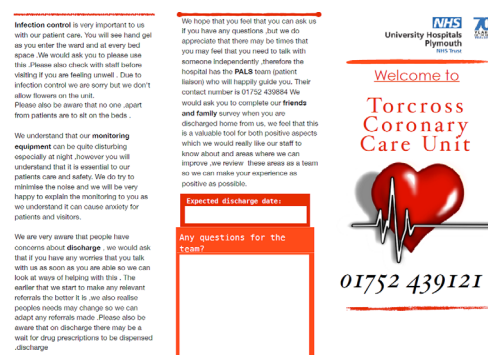 Infection control is very important to us
with our patient care. You will see hand gel
as you enter the ward and at every bed
space .We would ask you to please use
this .Please also check with staff before
visiting if you are feeling unwell . Due to
infection control we are sorry but we don't
allow flowers on the unit.
Please also be aware that no one ,apart
from patients are to sit on the beds .
We understand that our monitoring
equipment can be quite disturbing
especially at night ,however you will
understand that it is essential to our
patients care and safety. We do try to
minimise the noise and we will be very
happy to explain the monitoring to you as
we understand it can cause anxiety for
patients and visitors.
We are very aware that people have
concerns about discharge , we would ask
that if you have any worries that you talk
with us as soon as you are able so we can
look at ways of helping with this . The
earlier that we start to make any relevant
referrals the better it is ,we also realise
peoples needs may change so we can
adapt any referrals made .Please also be
aware that on discharge there may be a
wait for drug prescriptions to be dispensed
.discharge
We hope that you feel that you can ask us
if you have any questions ,but we do
appreciate that there may be times that
you may feel that you need to talk with
someone independently ,therefore the
hospital has the PALS team (patient
liaison) who will happily guide you. Their
contact number is 01752 439884 We
would ask you to complete our friends
and family survey when you are
discharged home from us, we feel that this
is a valuable tool for both positive aspects
which we would really like our staff to
know about and areas where we can
improve ,we review these areas as a team
so we can make your experience as
positive as possible.
Expected discharge date:
Any questions for the
team?
NHS
University Hospitals
Plymouth
NHS Trust
70
Welcome to
Torcross
Coronary
Care Unit
01752 439121